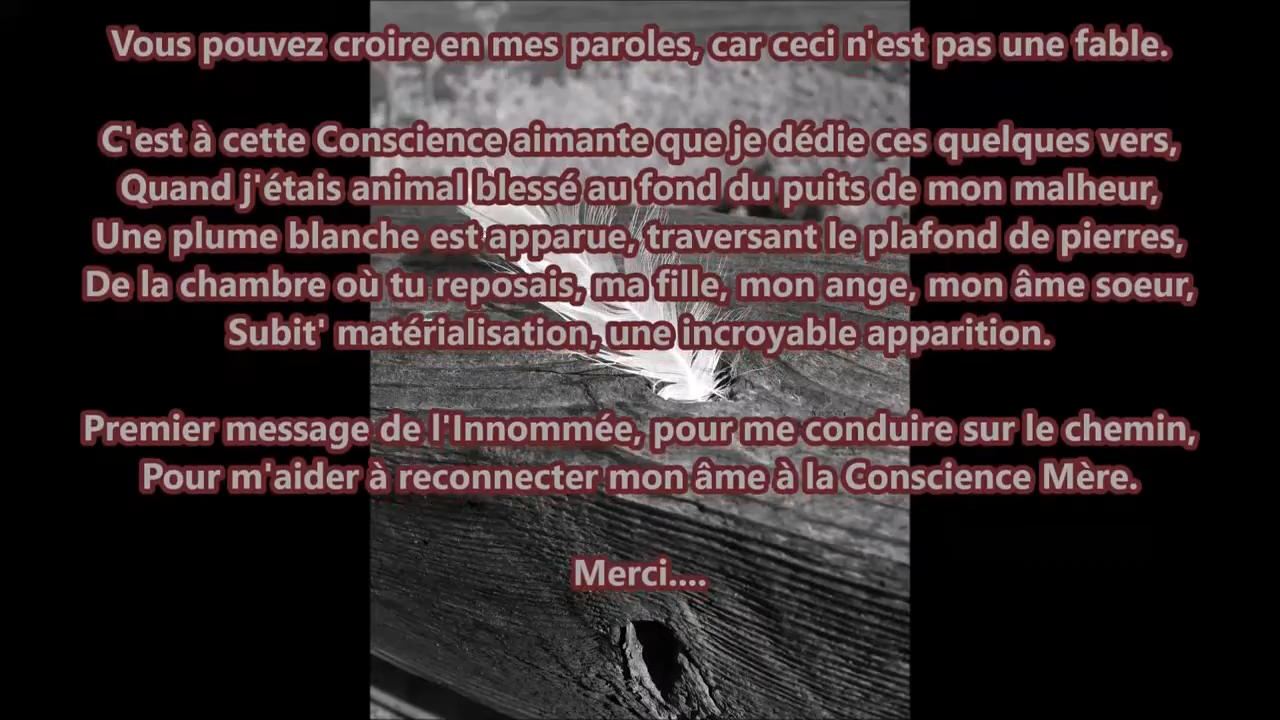 Vous pouvez croire en mes paroles, car ceci n'est pas une fable.
C'est à cette Conscience aimante que je dédie ces quelques vers,
Quand j'étais animal blessé au fond du puits de mon malheur,
Une plume blanche est apparue, traversant le plafond de pierres,
De la chambre où tu reposais, ma fille, mon ange, mon âme soeur,
Subit' matérialisation, une incroyable apparition.
Premier message de l'Innommée, pour me conduire sur le chemin,
Pour m'aider à reconnecter mon âme à la Conscience Mère.
Merci....